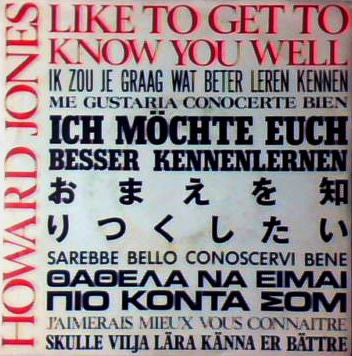 HOWARD JONES
LIKE TO GET TO
KNOW YOU WELL
IK ZOU JE GRAAG WAT BETER LEREN KENNEN
ME GUSTARIA CONOCERTE BIEN
ICH MÖCHTE EUCH
BESSER KENNENLERNEN
おまえを知
りつくしたい
SAREBBE BELLO CONOSCERVI BENE
ΘΑΘΕΛΑ ΝΑ ΕΙΜΑΙ
ΠΙΟ ΚΟΝΤΑ ΣΟΜ
J'AIMERAIS MIEUX VOUS CONNAITRE
SKULLE VILJA LÄRA KÄNNA ER BÄTTRE